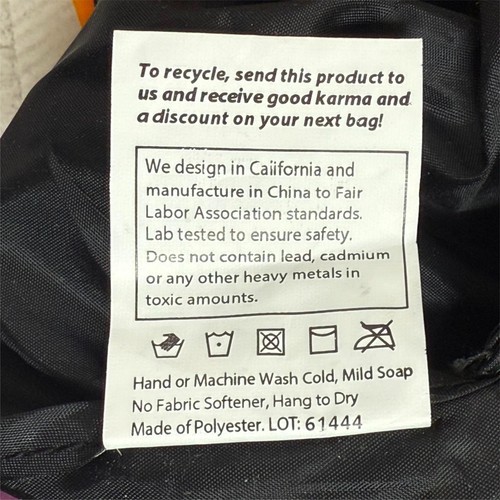 To recycle, send this product to
us and receive good karma and
a discount on your next bag!
We design in California and
manufacture in China to Fair
Labor Association standards.
Lab tested to ensure safety.
Does not contain lead, cadmium
or any other heavy metals in
toxic amounts.
Hand or Machine Wash Cold, Mild Soap
No Fabric Softener, Hang to Dry
Made of Polyester. LOT: 61444